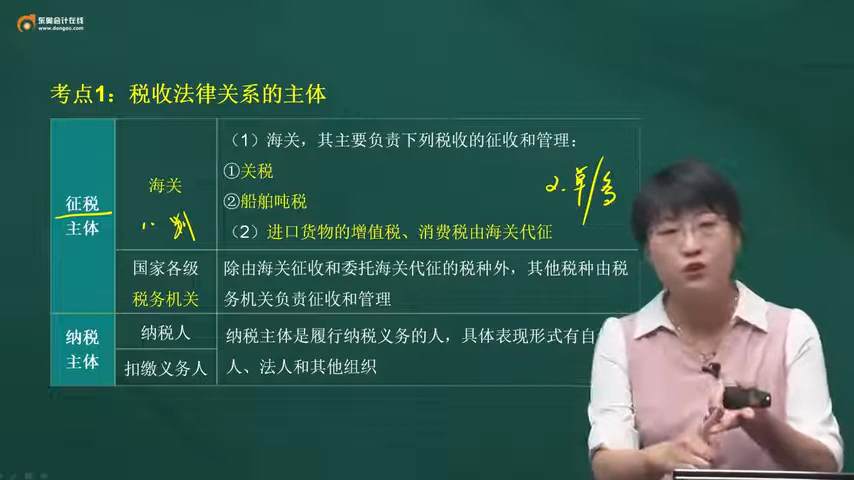 东奥会计在线
www.dongao.com
考点1：税收法律关系的主体
征税
主体
海关
（1）海关，其主要负责下列税收的征收和管理：
①关税
②船舶吨税
（2）进口货物的增值税、消费税由海关代征
国家各级
税务机关
除由海关征收和委托海关代征的税种外，其他税种由税
务机关负责征收和管理
纳税
主体
纳税人
扣缴义务人
纳税主体是履行纳税义务的人，具体表现形式有自
人、法人和其他组织